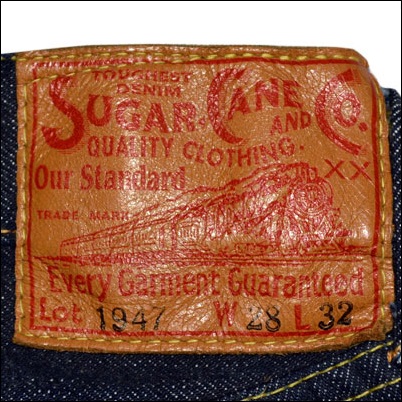 TOUGHEST
DENIM
SUGAR CANE AND CO.
QUALITY CLOTHING.
XX
Our Standard
TRADE MARK
Every Garment Guaranteed
Lot 1947 W 28 L 32